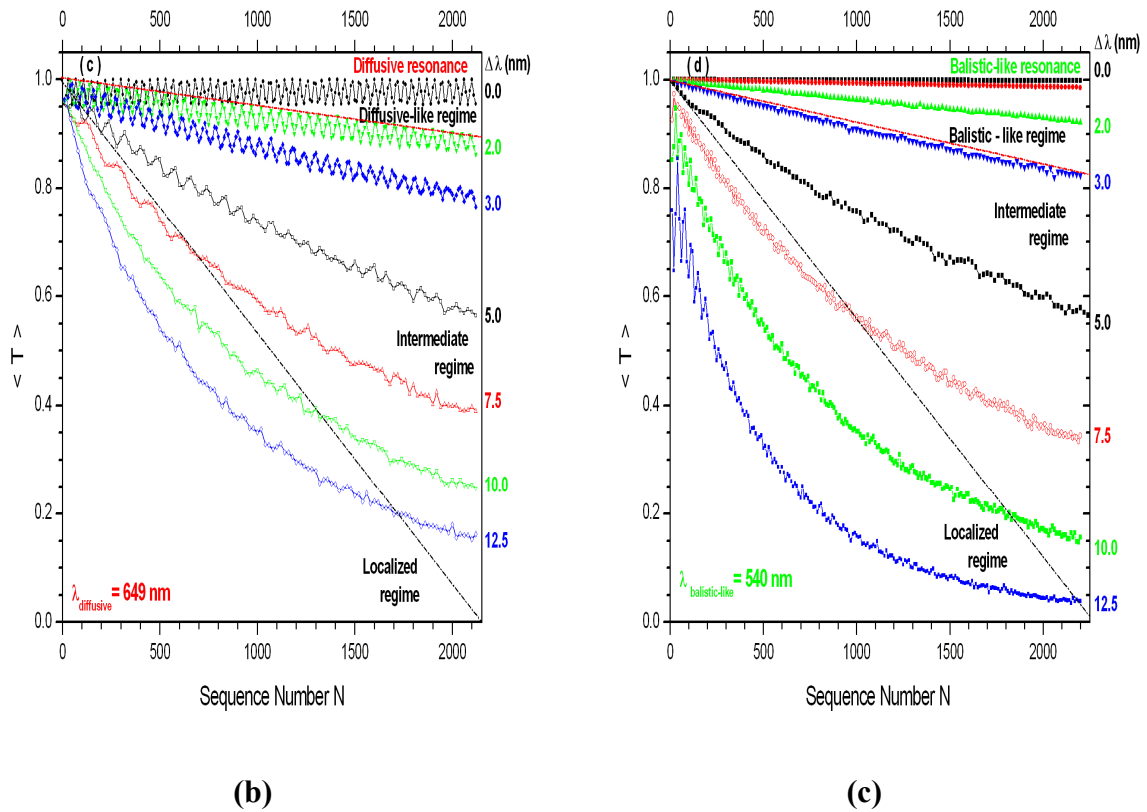 0 500 1000 1500 2000
( c )
Diffusive resonance
Δλ (nm)
1.0
0.0
Diffusive-like regime
2.0
3.0
0.8
0.6
5.0
Intermediate
regime
0.4
7.5
10.0
0.2
12.5
Localized
regime
λdiffusive = 649 nm
0.0
< T >
0 500 1000 1500 2000
Sequence Number N
(b)
0 500 1000 1500 2000
( d )
Balistic-like resonance
Δλ (nm)
0.0
1.0
2.0
Balistic - like regime
3.0
0.8
Intermediate
regime
0.6
5.0
0.4
7.5
0.2
10.0
Localized
regime
λbalistic-like = 540 nm
12.5
0.0
< T >
0 500 1000 1500 2000
Sequence Number N
(c)